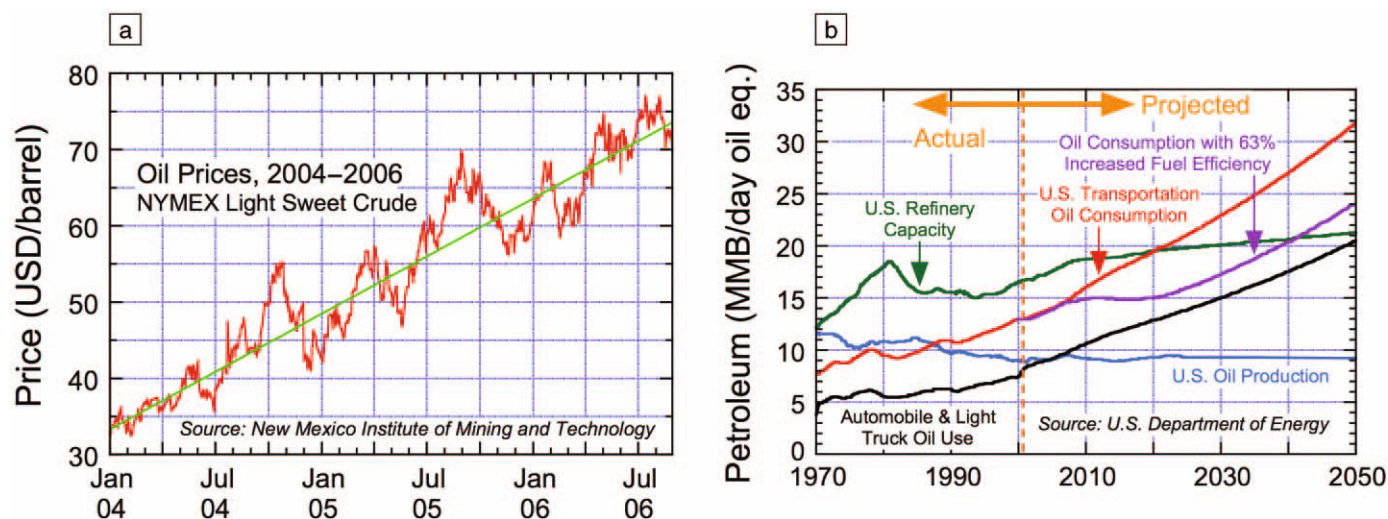 a
Price (USD/barrel)
80
70
60
50
40
30
Oil Prices, 2004–2006
NYMEX Light Sweet Crude
Source: New Mexico Institute of Mining and Technology
Jan Jul Jan Jul Jan Jul
04 04 05 05 06 06
b
Petroleum (MMB/day oil eq.)
35
30
25
20
15
10
5
0
Actual
Projected
Oil Consumption with 63%
Increased Fuel Efficiency
U.S. Refinery
Capacity
U.S. Transportation
Oil Consumption
U.S. Oil Production
Automobile & Light
Truck Oil Use
Source: U.S. Department of Energy
1970 1990 2010 2030 2050